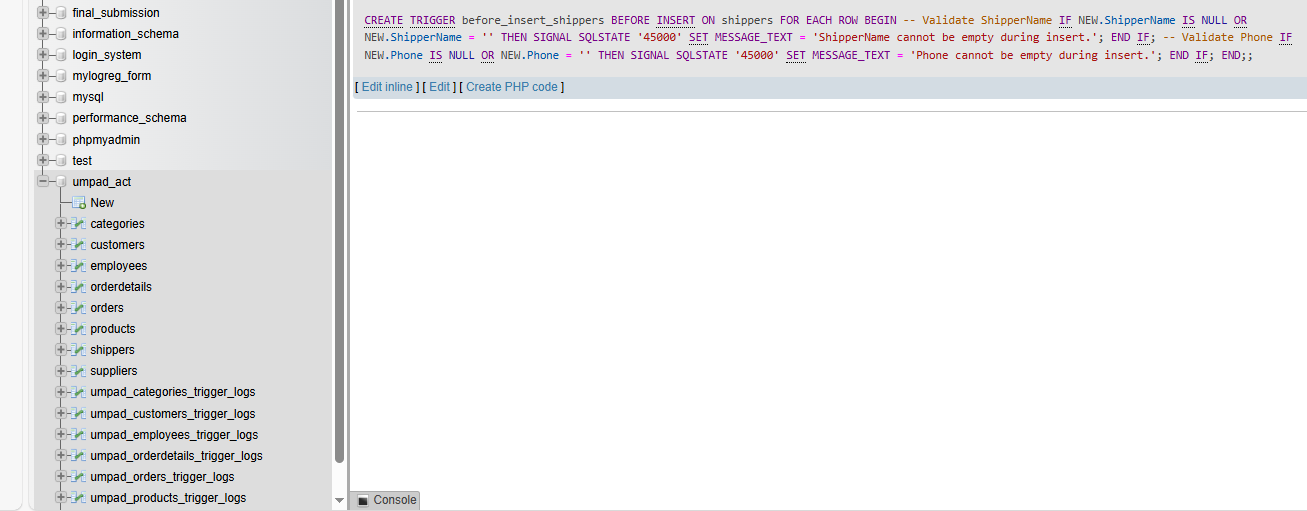 final_submission
information_schema
login_system
mylogreg_form
mysql
performance_schema
phpmyadmin
test
umpad_act
New
categories
customers
employees
orderdetails
orders
products
shippers
suppliers
umpad_categories_trigger_logs
umpad_customers_trigger_logs
umpad_employees_trigger_logs
umpad_orderdetails_trigger_logs
umpad_orders_trigger_logs
umpad_products_trigger_logs
CREATE TRIGGER before_insert_shippers BEFORE INSERT ON shippers FOR EACH ROW BEGIN -- Validate ShipperName IF NEW.ShipperName IS NULL OR
NEW.ShipperName = '' THEN SIGNAL SQLSTATE '45000' SET MESSAGE_TEXT = 'ShipperName cannot be empty during insert.'; END IF; -- Validate Phone IF
NEW.Phone IS NULL OR NEW.Phone = '' THEN SIGNAL SQLSTATE '45000' SET MESSAGE_TEXT = 'Phone cannot be empty during insert.'; END IF; END;;
[ Edit inline ] [ Edit ] [ Create PHP code ]
Console